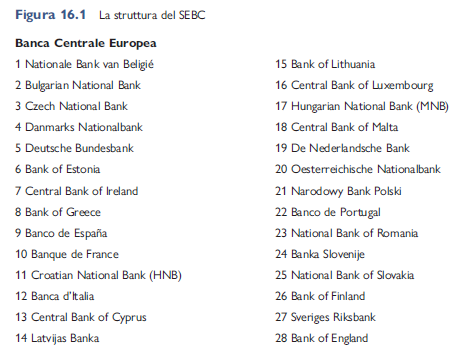 Figura 16.1 La struttura del SEBC
Banca Centrale Europea
1 Nationale Bank van Beligié
2 Bulgarian National Bank
3 Czech National Bank
4 Danmarks Nationalbank
5 Deutsche Bundesbank
6 Bank of Estonia
7 Central Bank of Ireland
8 Bank of Greece
9 Banco de España
10 Banque de France
11 Croatian National Bank (HNB)
12 Banca d'Italia
13 Central Bank of Cyprus
14 Latvijas Banka
15 Bank of Lithuania
16 Central Bank of Luxembourg
17 Hungarian National Bank (MNB)
18 Central Bank of Malta
19 De Nederlandsche Bank
20 Oesterreichische Nationalbank
21 Narodowy Bank Polski
22 Banco de Portugal
23 National Bank of Romania
24 Banka Slovenije
25 National Bank of Slovakia
26 Bank of Finland
27 Sveriges Riksbank
28 Bank of England